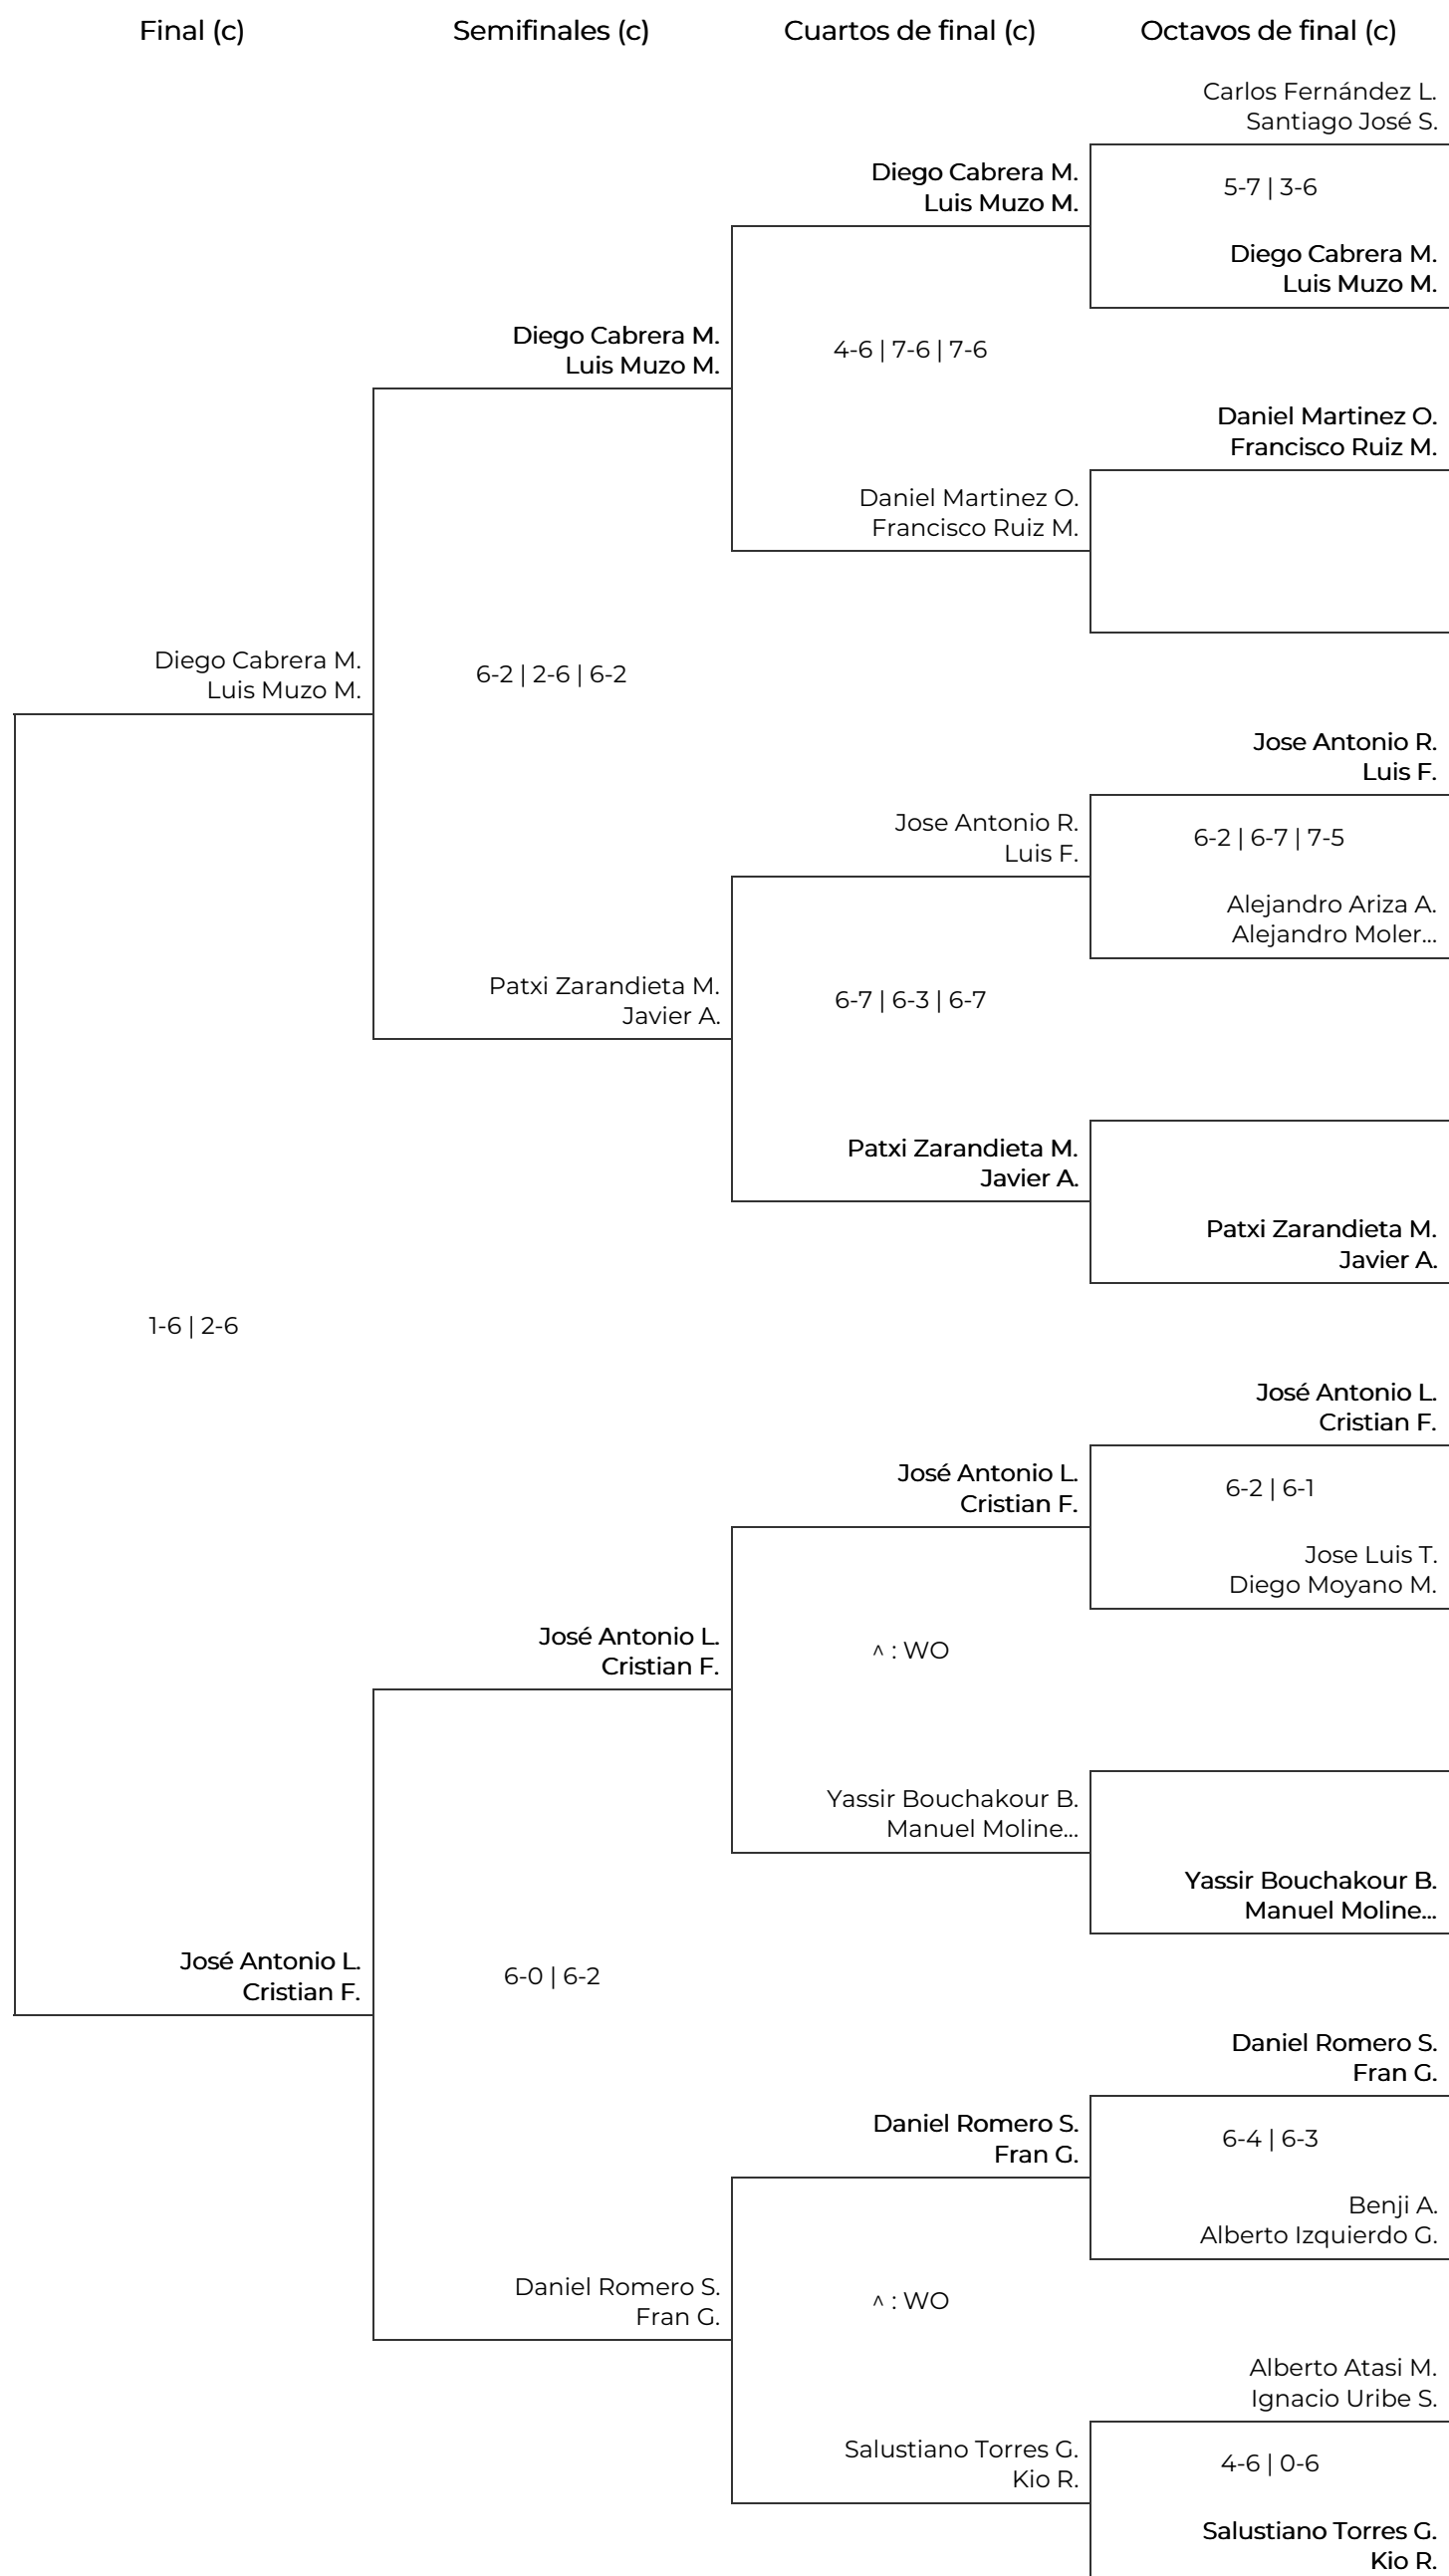 Final (c) Semifinales (c) Cuartos de final (c) Octavos de final (c)
Carlos Fernández L.
Santiago José S.
Diego Cabrera M.
Luis Muzo M.
5-7 | 3-6
Diego Cabrera M.
Luis Muzo M.
Diego Cabrera M.
Luis Muzo M.
4-6 | 7-6 | 7-6
Daniel Martinez O.
Francisco Ruiz M.
Daniel Martinez O.
Francisco Ruiz M.
Diego Cabrera M.
Luis Muzo M.
6-2 | 2-6 | 6-2
Jose Antonio R.
Luis F.
Jose Antonio R.
Luis F.
6-2 | 6-7 | 7-5
Alejandro Ariza A.
Alejandro Moler...
Patxi Zarandieta M.
Javier A.
6-7 | 6-3 | 6-7
Patxi Zarandieta M.
Javier A.
Patxi Zarandieta M.
Javier A.
1-6 | 2-6
José Antonio L.
Cristian F.
José Antonio L.
Cristian F.
6-2 | 6-1
Jose Luis T.
Diego Moyano M.
José Antonio L.
Cristian F.
^ : WO
Yassir Bouchakour B.
Manuel Moline...
Yassir Bouchakour B.
Manuel Moline...
José Antonio L.
Cristian F.
6-0 | 6-2
Daniel Romero S.
Fran G.
Daniel Romero S.
Fran G.
6-4 | 6-3
Benji A.
Alberto Izquierdo G.
Daniel Romero S.
Fran G.
^ : WO
Alberto Atasi M.
Ignacio Uribe S.
Salustiano Torres G.
Kio R.
4-6 | 0-6
Salustiano Torres G.
Kio R.